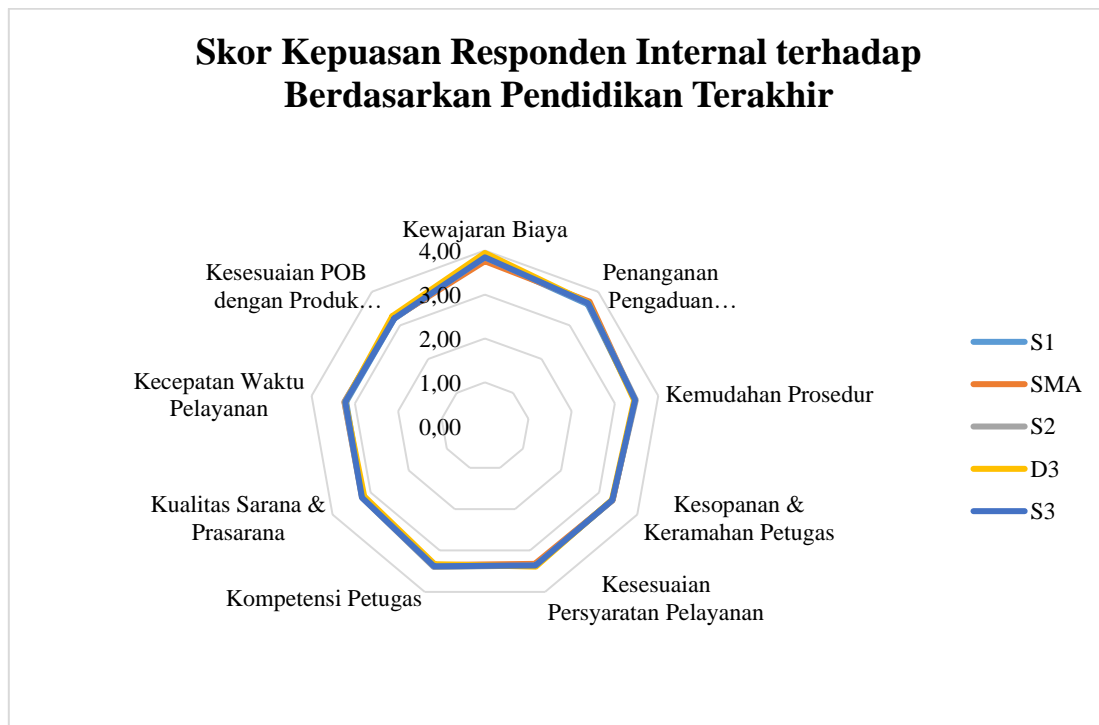 Skor Kepuasan Responden Internal terhadap
Berdasarkan Pendidikan Terakhir
Kewajaran Biaya
Penanganan
Pengaduan…
Kemudahan Prosedur
Kesopanan &
Keramahan Petugas
Kesesuaian
Persyaratan Pelayanan
Kompetensi Petugas
Kualitas Sarana &
Prasarana
Kecepatan Waktu
Pelayanan
Kesesuaian POB
dengan Produk…
4,00
3,00
2,00
1,00
0,00
S1
SMA
S2
D3
S3